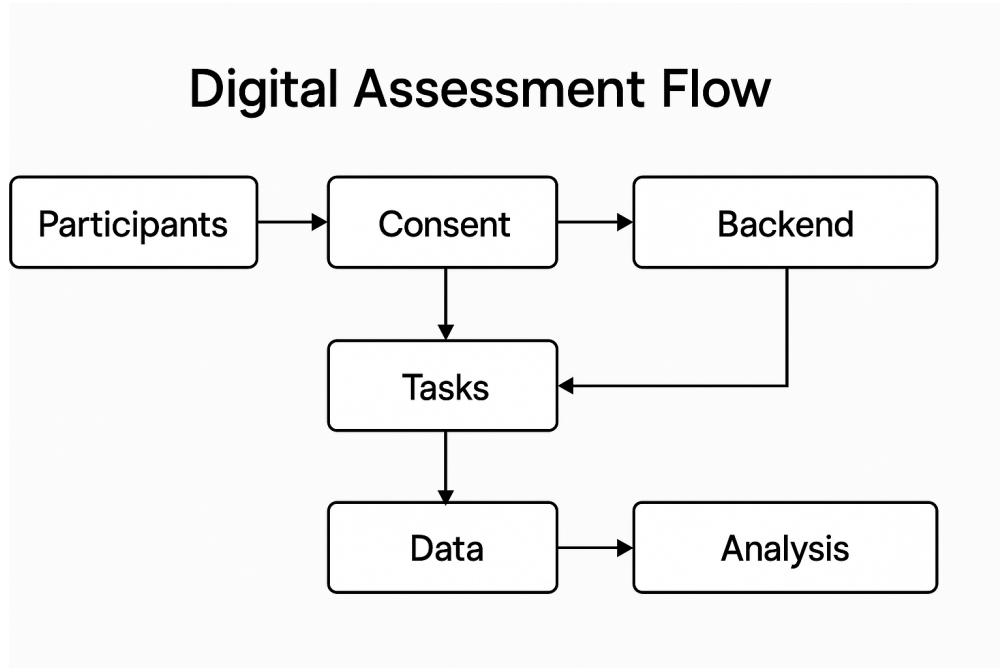 Digital Assessment Flow
Participants
Consent
Backend
Tasks
Data
Analysis